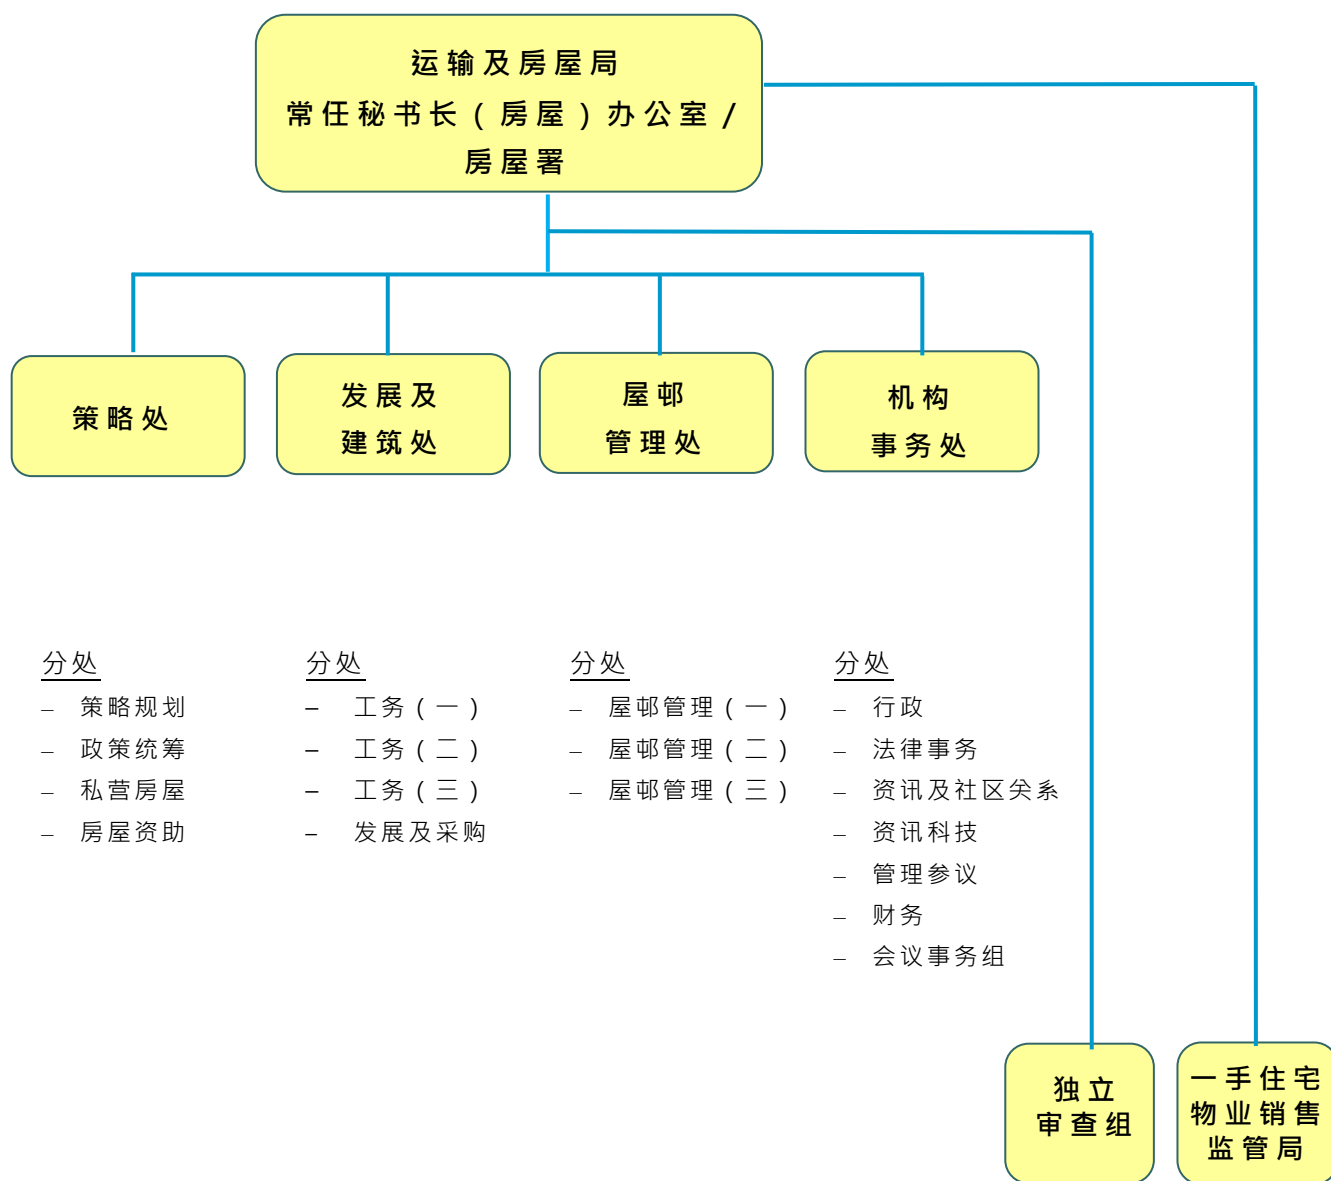 运输及房屋局
常任秘书长（房屋）办公室/
房屋署
策略处
发展及
建筑处
屋邨
管理处
机构
事务处
分处
– 策略规划
– 政策统筹
– 私营房屋
– 房屋资助
分处
– 工务（一）
– 工务（二）
– 工务（三）
– 发展及采购
分处
– 屋邨管理（一）
– 屋邨管理（二）
– 屋邨管理（三）
分处
– 行政
– 法律事务
– 资讯及社区关系
– 资讯科技
– 管理参议
– 财务
– 会议事务组
独立
审查组
一手住宅
物业销售
监管局